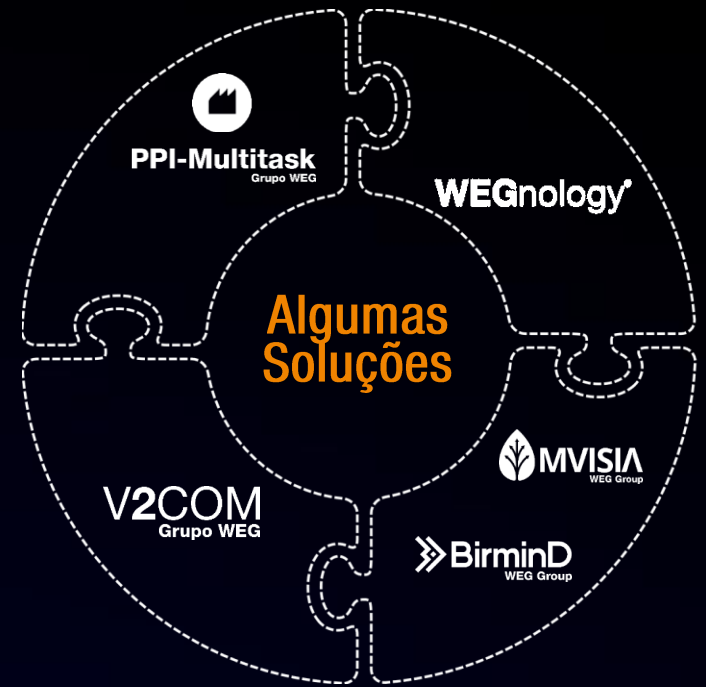 PPI-Multitask
Grupo WEG
WEGnology®
Algumas
Soluções
MVISIA
WEG Group
V2COM
Grupo WEG
BirminD
WEG Group